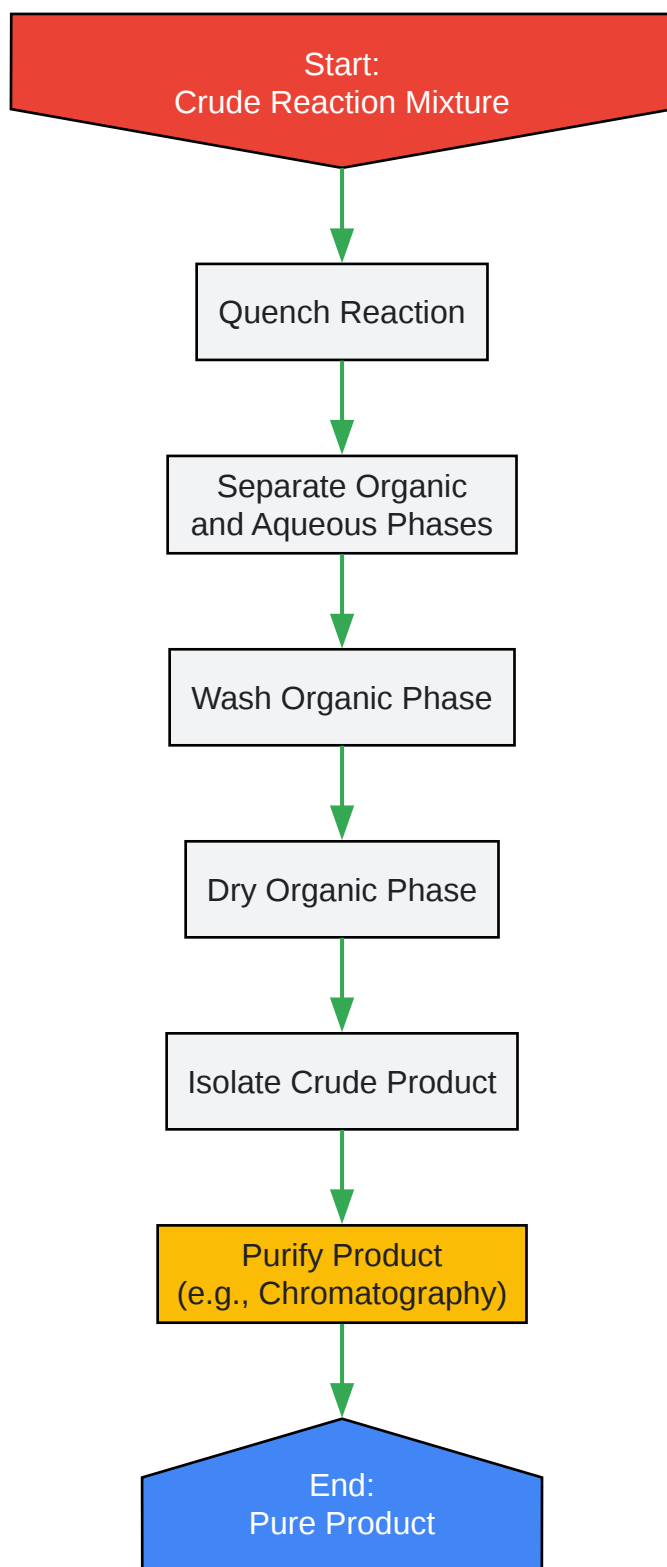 Start:
Crude Reaction Mixture
Quench Reaction
Separate Organic
and Aqueous Phases
Wash Organic Phase
Dry Organic Phase
Isolate Crude Product
Purify Product
(e.g., Chromatography)
End:
Pure Product